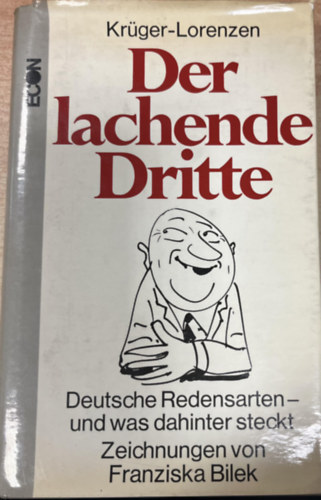 ECON
Krüger-Lorenzen
Der
lachende
Dritte
Deutsche Redensarten –
und was dahinter steckt
Zeichnungen von
Franziska Bilek